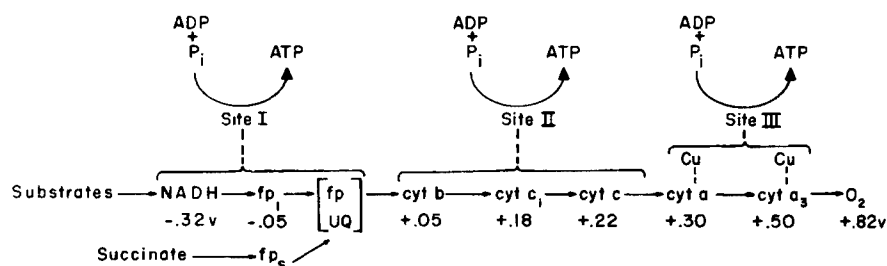 ADP ADP ADP
+ + +
Pi ATP Pi ATP Pi ATP
Site I Site II Site III
Cu Cu
Substrates NADH fp1 [fp UQ] cyt b cyt c1 cyt c cyt a cyt a3 O2
-.32v -.05 +.05 +.18 +.22 +.30 +.50 +.82v
Succinate fps